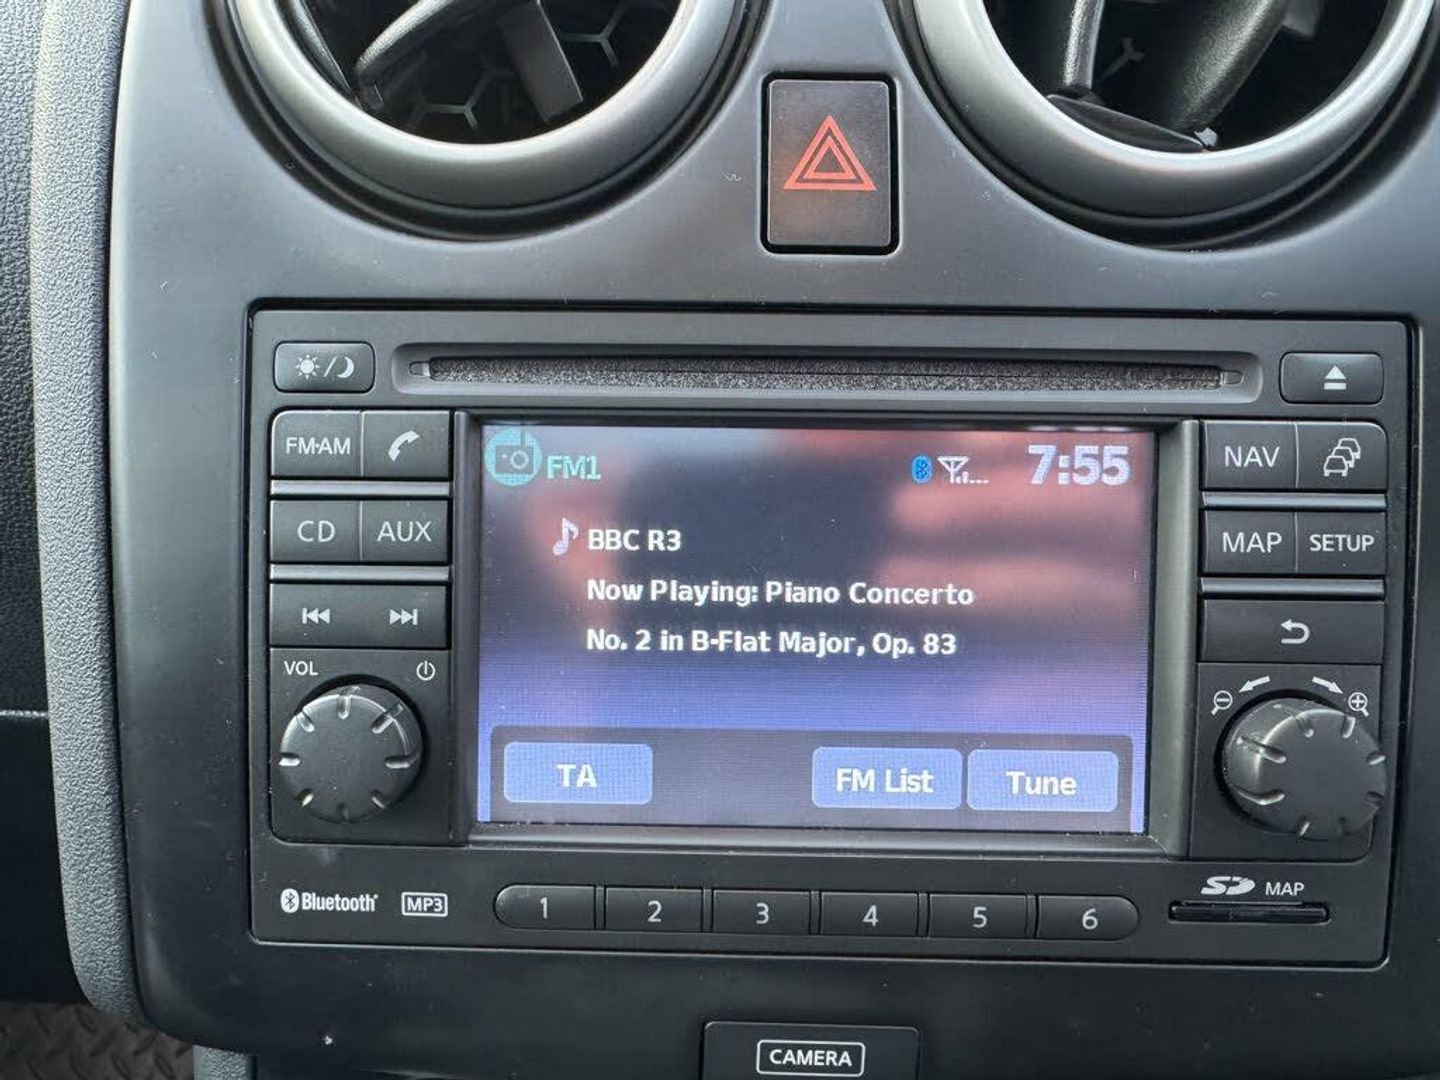 FM·AM
CD
AUX
VOL
FM1
7:55
BBC R3
Now Playing: Piano Concerto
No. 2 in B-Flat Major, Op. 83
TA
FM List
Tune
NAV
MAP
SETUP
Bluetooth®
MP3
1 2 3 4 5 6
SD MAP
CAMERA